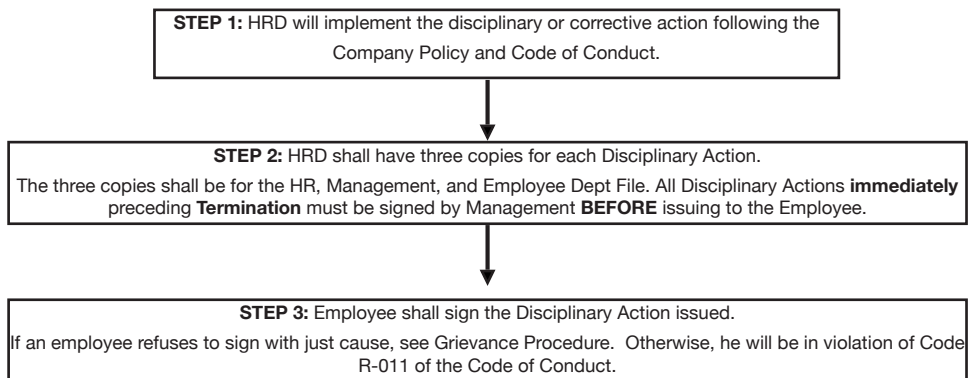 STEP 1: HRD will implement the disciplinary or corrective action following the
Company Policy and Code of Conduct.
STEP 2: HRD shall have three copies for each Disciplinary Action.
The three copies shall be for the HR, Management, and Employee Dept File. All Disciplinary Actions immediately
preceding Termination must be signed by Management BEFORE issuing to the Employee.
STEP 3: Employee shall sign the Disciplinary Action issued.
If an employee refuses to sign with just cause, see Grievance Procedure.  Otherwise, he will be in violation of Code
R-011 of the Code of Conduct.